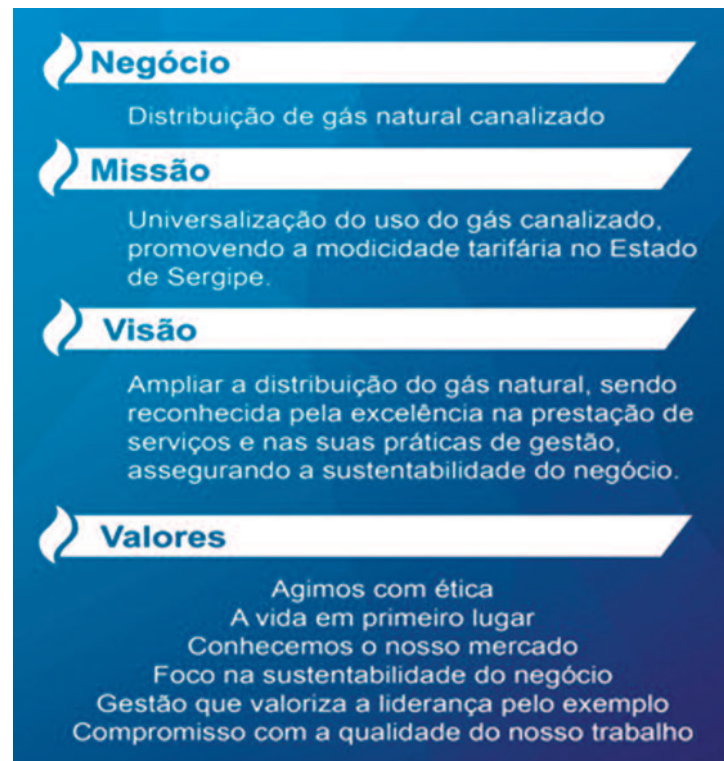 Negócio
Distribuição de gás natural canalizado
Missão
Universalização do uso do gás canalizado,
promovendo a modicidade tarifária no Estado
de Sergipe.
Visão
Ampliar a distribuição do gás natural, sendo
reconhecida pela excelência na prestação de
serviços e nas suas práticas de gestão,
assegurando a sustentabilidade do negócio.
Valores
Agimos com ética
A vida em primeiro lugar
Conhecemos o nosso mercado
Foco na sustentabilidade do negócio
Gestão que valoriza a liderança pelo exemplo
Compromisso com a qualidade do nosso trabalho